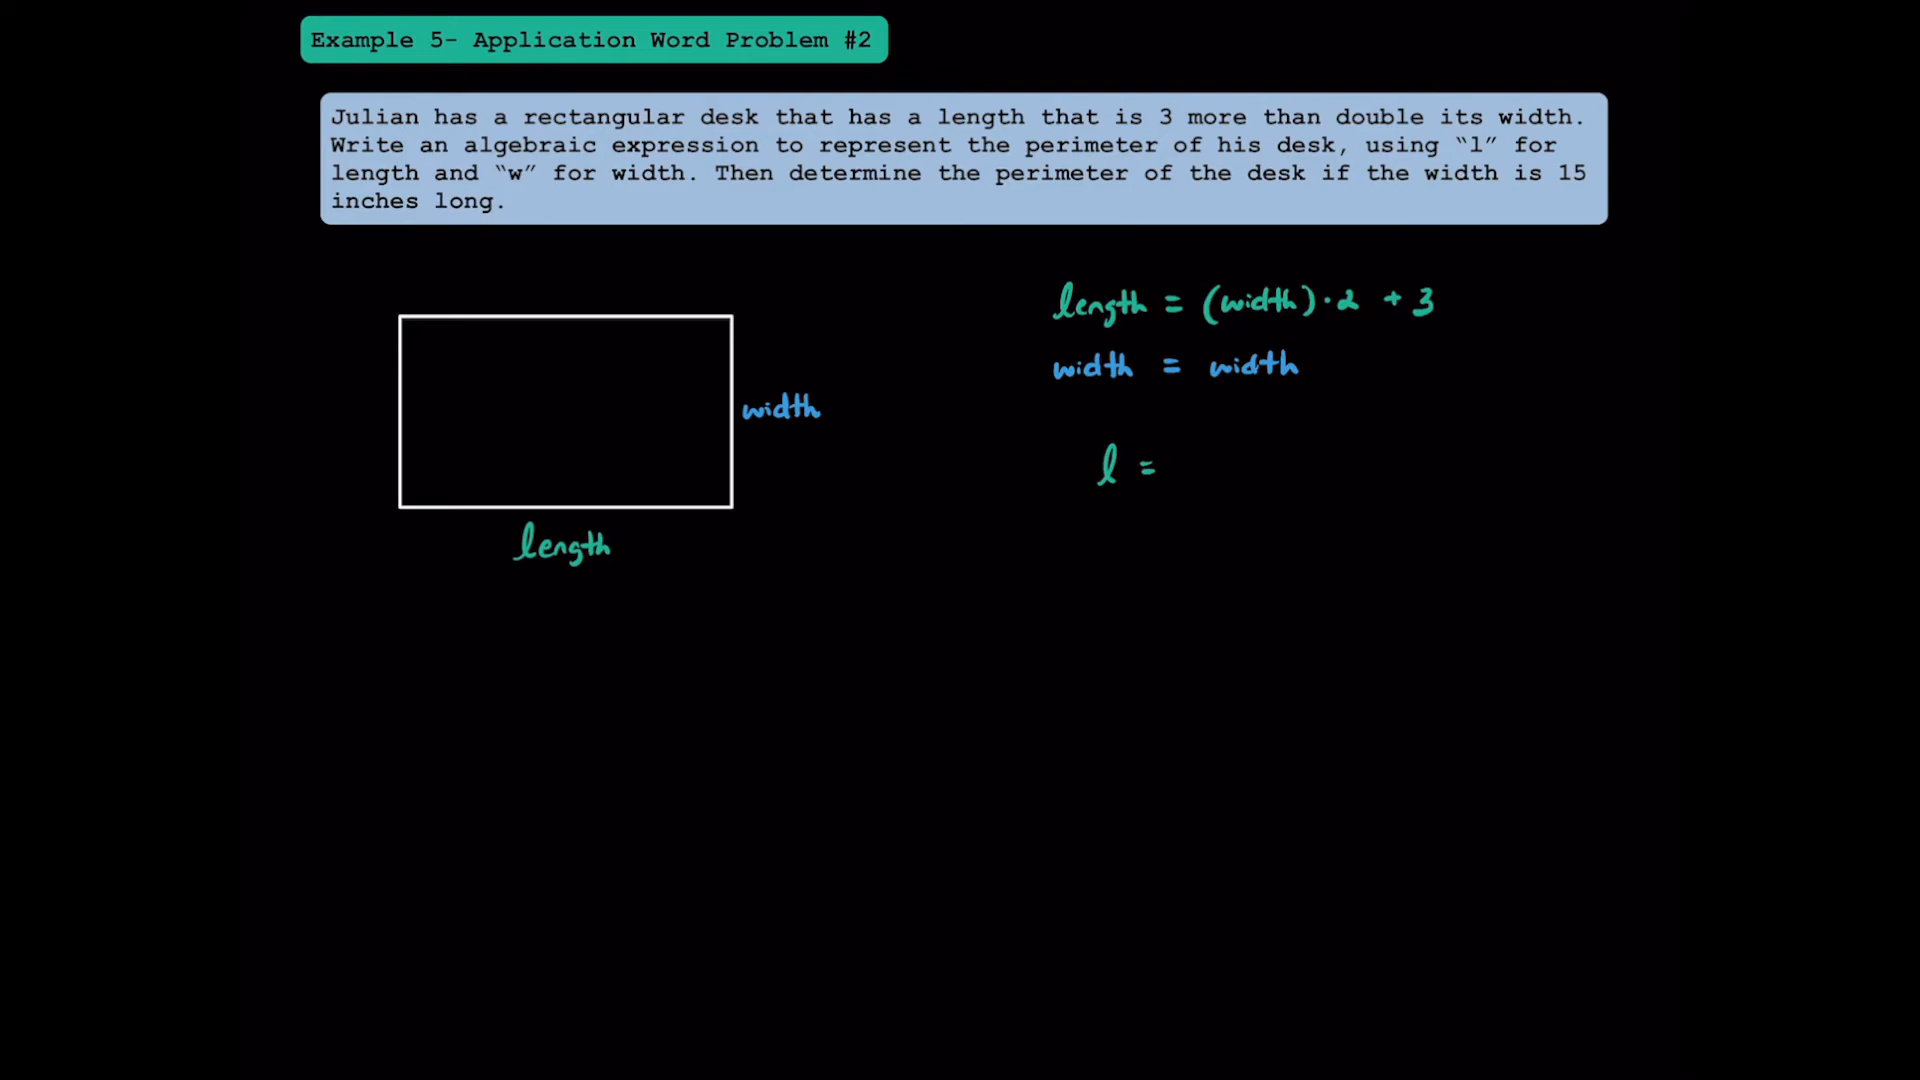 Example 5- Application Word Problem #2
Julian has a rectangular desk that has a length that is 3 more than double its width.
Write an algebraic expression to represent the perimeter of his desk, using “l” for
length and “w” for width. Then determine the perimeter of the desk if the width is 15
inches long.
length = (width) · 2 + 3
width = width
width
l =
length